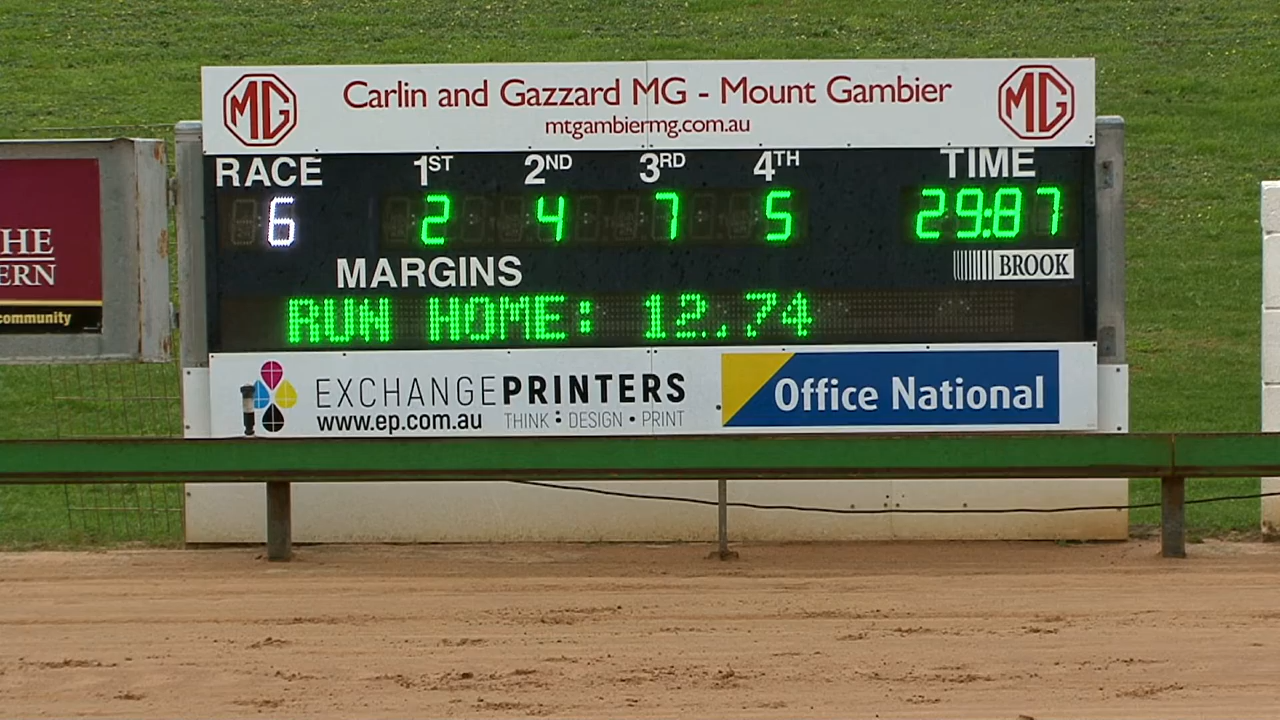 MG Carlin and Gazzard MG - Mount Gambier MG
mtgambiermg.com.au
RACE 1ST 2ND 3RD 4TH TIME
6 2 4 7 5 29:87
MARGINS BROOK
RUN HOME: 12.74
EXCHANGEPRINTERS
www.ep.com.au THINK : DESIGN • PRINT
Office National
HE
ERN
community